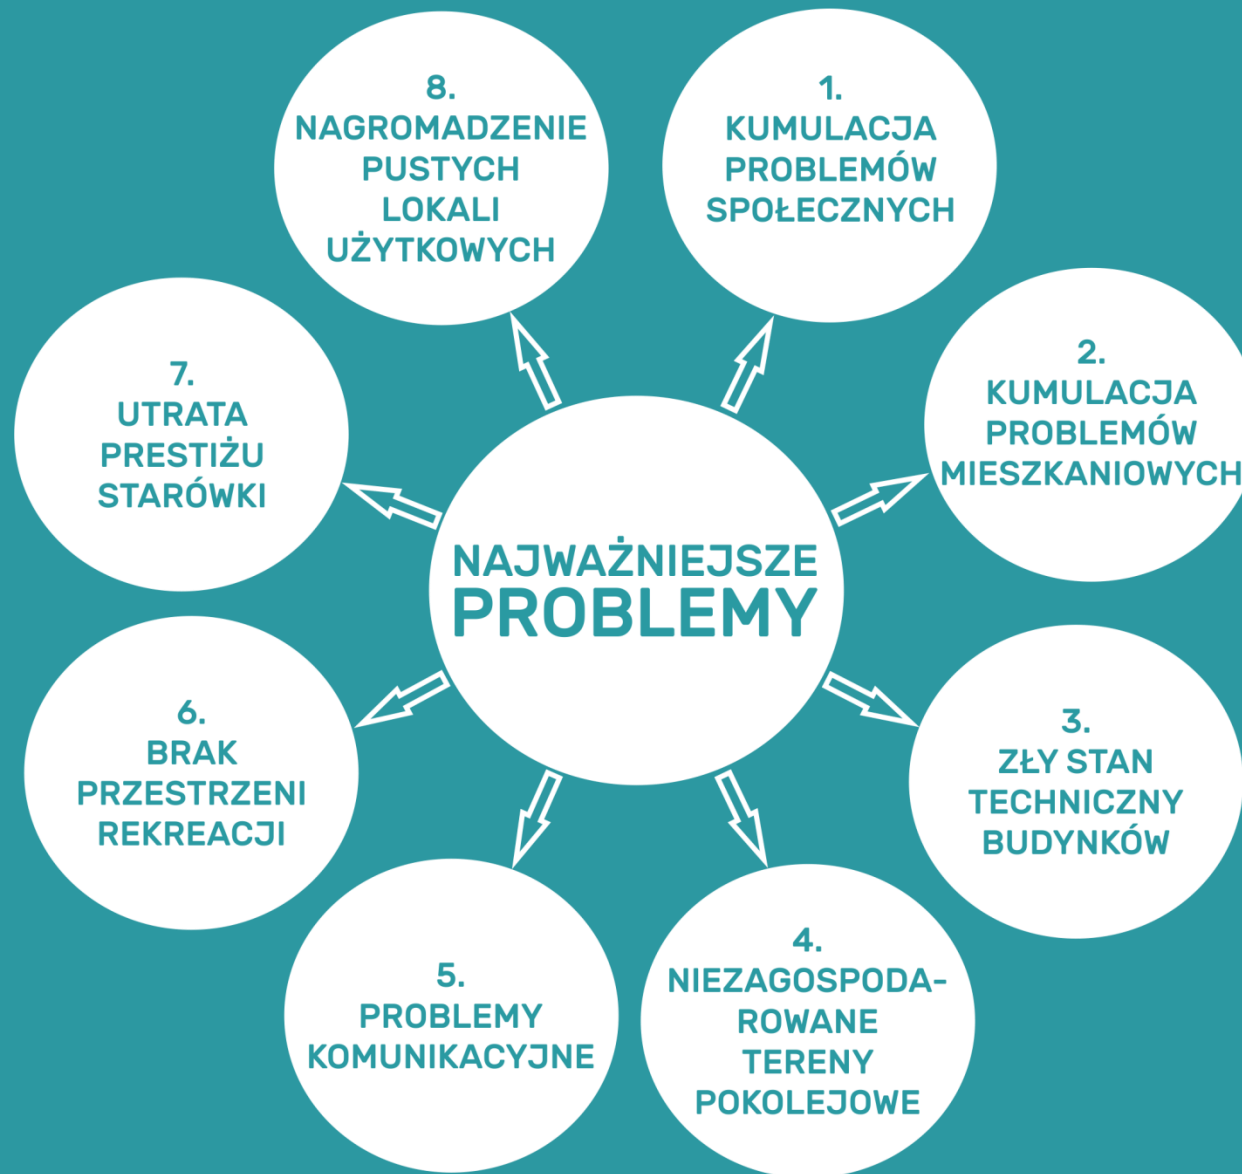 NAJWAŻNIEJSZE
PROBLEMY
1.
KUMULACJA
PROBLEMÓW
SPOŁECZNYCH
2.
KUMULACJA
PROBLEMÓW
MIESZKANIOWYCH
3.
ZŁY STAN
TECHNICZNY
BUDYNKÓW
4.
NIEZAGOSPODA-
ROWANE
TERENY
POKOLEJOWE
5.
PROBLEMY
KOMUNIKACYJNE
6.
BRAK
PRZESTRZENI
REKREACJI
7.
UTRATA
PRESTIŻU
STARÓWKI
8.
NAGROMADZENIE
PUSTYCH
LOKALI
UŻYTKOWYCH